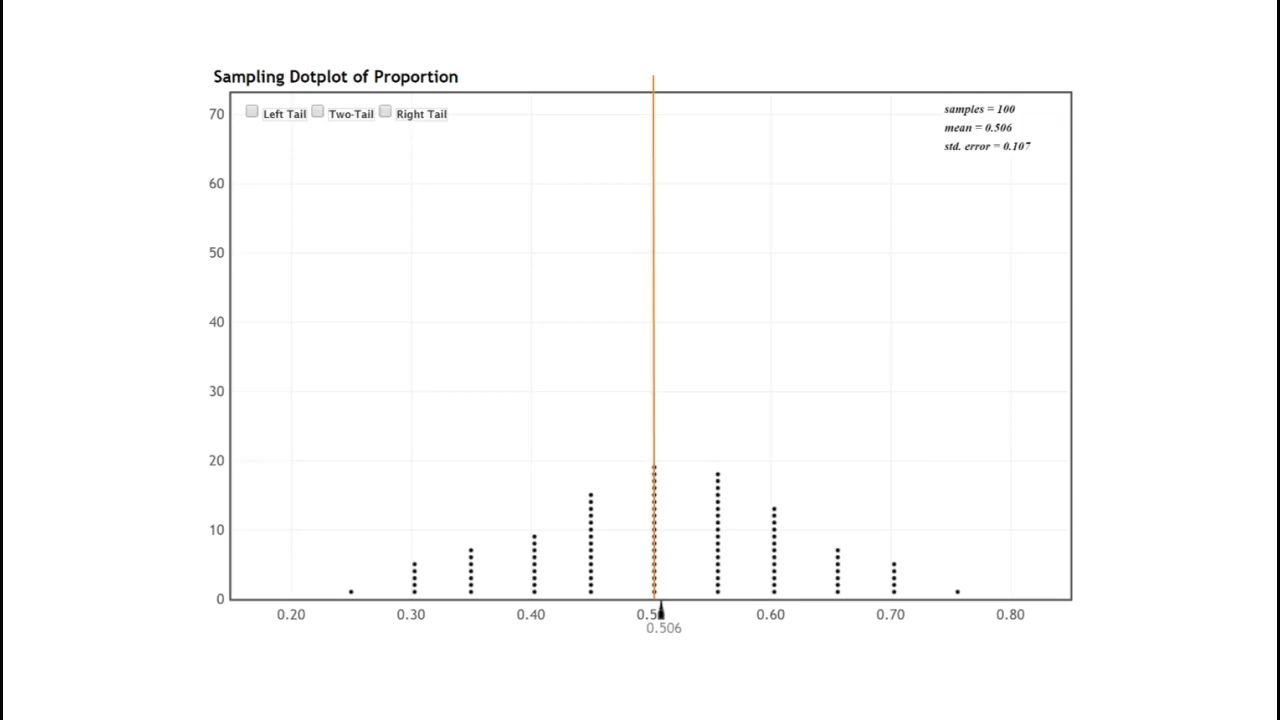 Sampling Dotplot of Proportion
70 Left Tail Two-Tail Right Tail samples = 100
mean = 0.506
std. error = 0.107
60
50
40
30
20
10
0
0.20 0.30 0.40 0.60 0.70 0.80
0.506